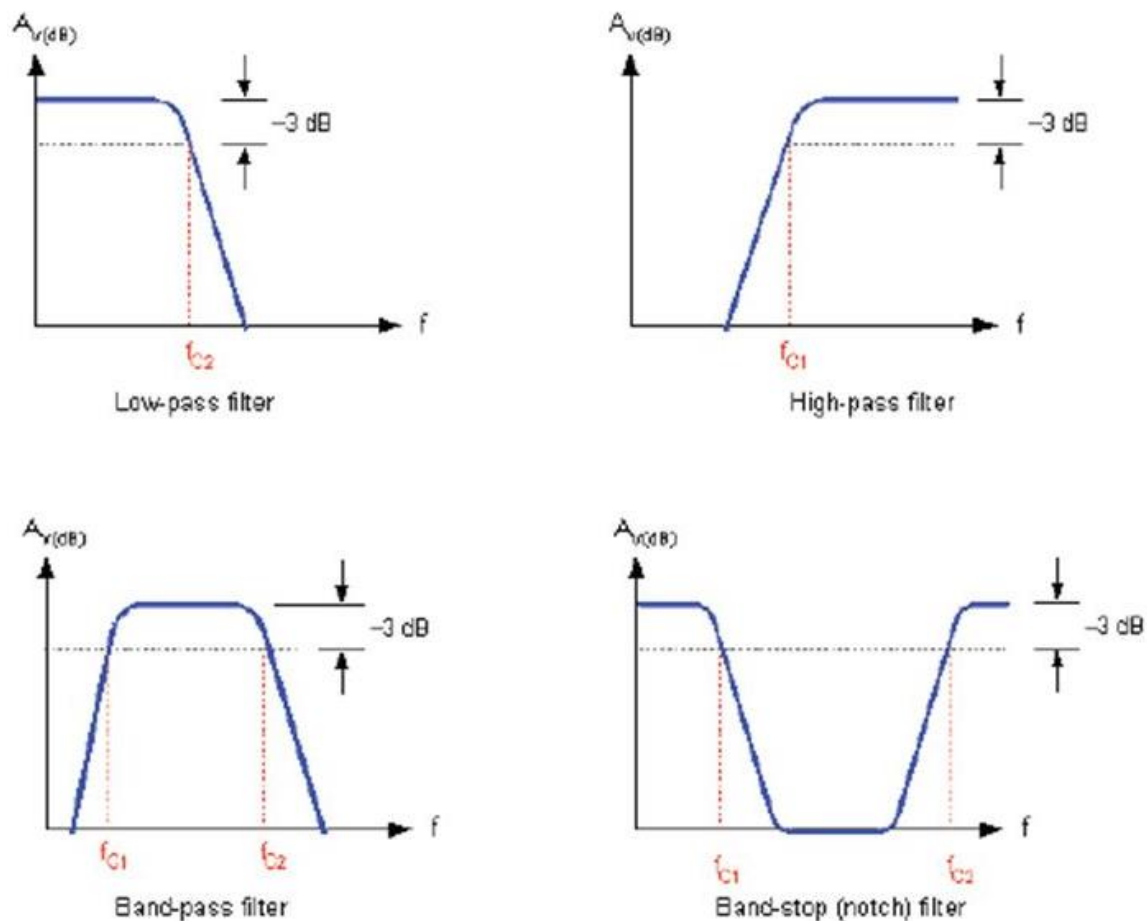 Av(dB)
-3 dB
f
fC2
Low-pass filter
Av(dB)
-3 dB
f
fC1
High-pass filter
Av(dB)
-3 dB
f
fC1
fC2
Band-pass filter
Av(dB)
-3 dB
f
fC1
fC2
Band-stop (notch) filter